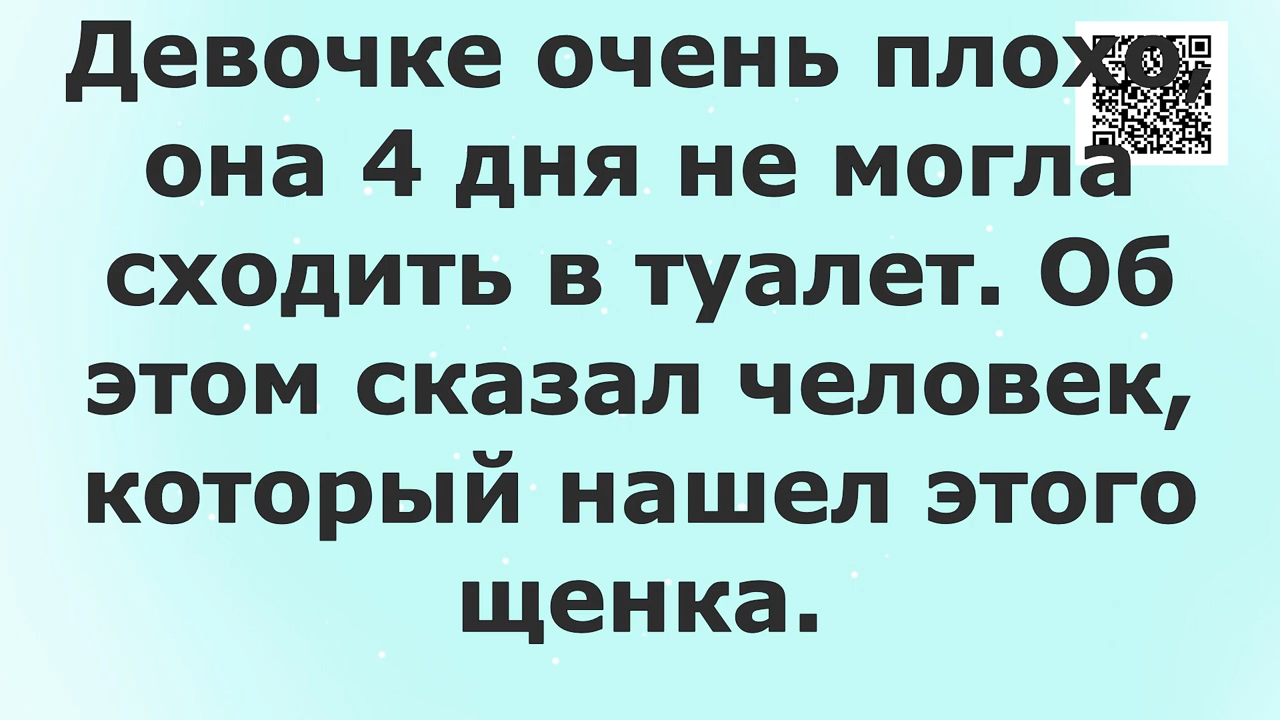 Девочке очень плохо,
она 4 дня не могла
сходить в туалет. Об
этом сказал человек,
который нашел этого
щенка.